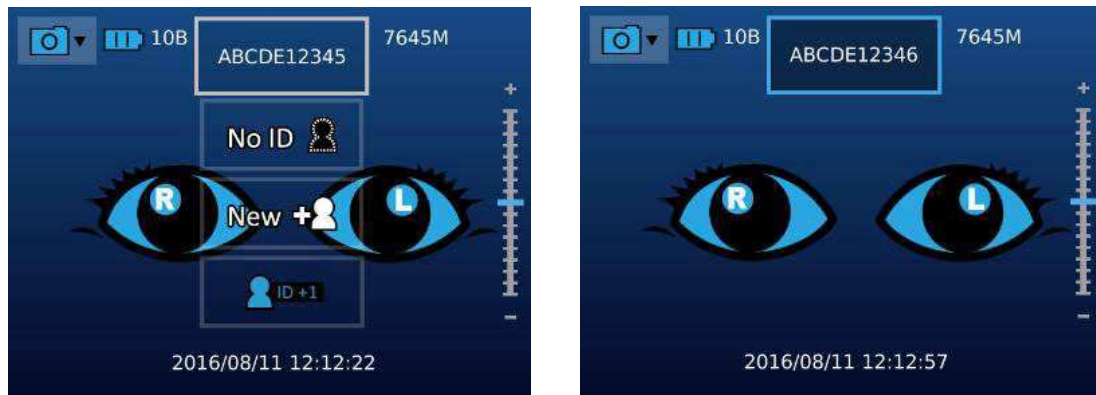 10B
ABCDE12345
7645M
+
No ID
R
L
New +
ID +1
−
2016/08/11 12:12:22
10B
ABCDE12346
7645M
+
R
L
−
2016/08/11 12:12:57